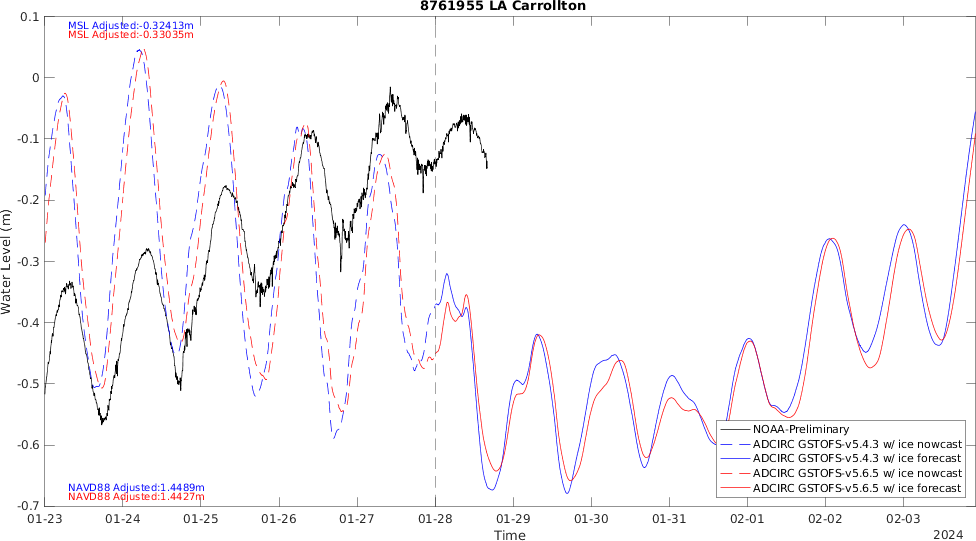 8761955 LA Carrollton
MSL Adjusted:-0.32413m
MSL Adjusted:-0.33035m
0.1
0
-0.1
-0.2
-0.3
-0.4
-0.5
-0.6
-0.7
Water Level (m)
NAVD88 Adjusted:1.4489m
NAVD88 Adjusted:1.4427m
NOAA-Preliminary
ADCIRC GSTOFS-v5.4.3 w/ ice nowcast
ADCIRC GSTOFS-v5.4.3 w/ ice forecast
ADCIRC GSTOFS-v5.6.5 w/ ice nowcast
ADCIRC GSTOFS-v5.6.5 w/ ice forecast
01-23 01-24 01-25 01-26 01-27 01-28 01-29 01-30 01-31 02-01 02-02 02-03
Time
2024